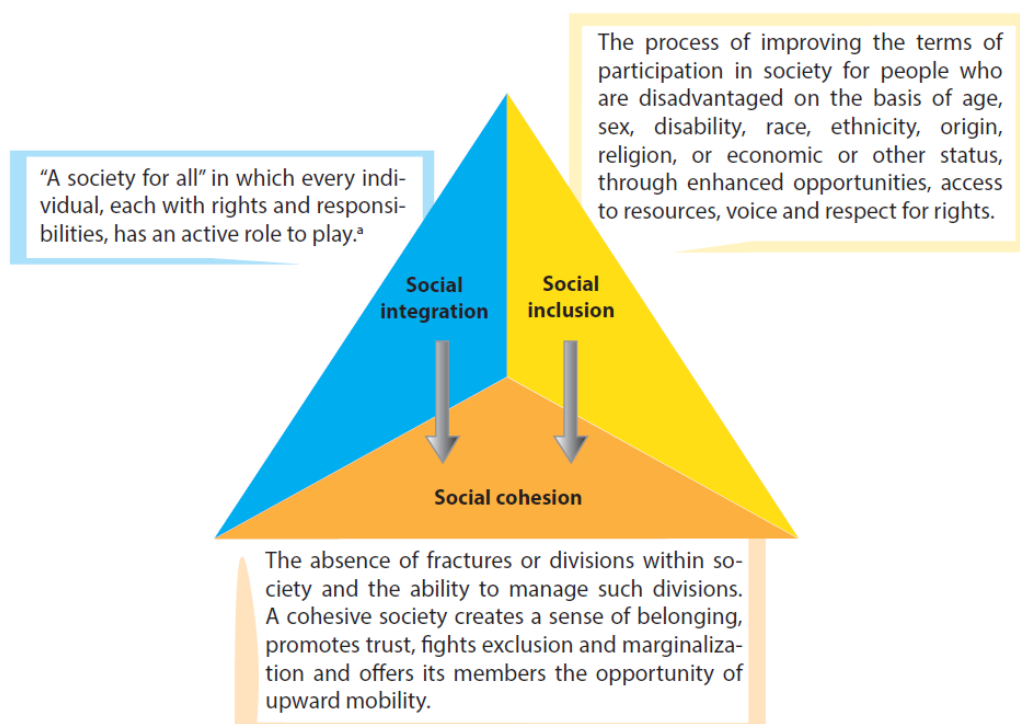 The process of improving the terms of
participation in society for people who
are disadvantaged on the basis of age,
sex, disability, race, ethnicity, origin,
religion, or economic or other status,
through enhanced opportunities, access
to resources, voice and respect for rights.
“A society for all” in which every indi-
vidual, each with rights and responsi-
bilities, has an active role to play.ᵃ
Social
integration
Social
inclusion
Social cohesion
The absence of fractures or divisions within so-
ciety and the ability to manage such divisions.
A cohesive society creates a sense of belonging,
promotes trust, fights exclusion and marginaliza-
tion and offers its members the opportunity of
upward mobility.